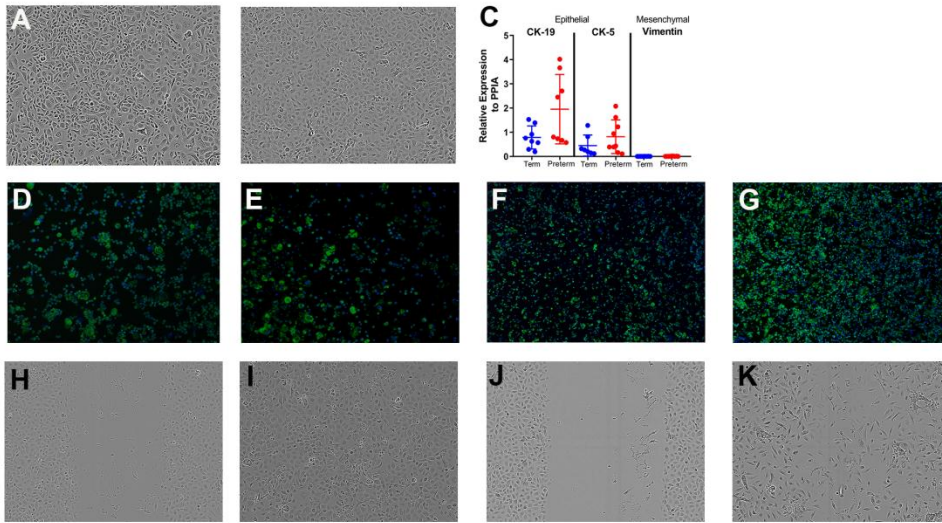 A
C
Epithelial Mesenchymal
CK-19 CK-5 Vimentin
Relative Expression
to PPIA
5
4
3
2
1
0
Term Preterm Term Preterm Term Preterm
D
E
F
G
H
I
J
K